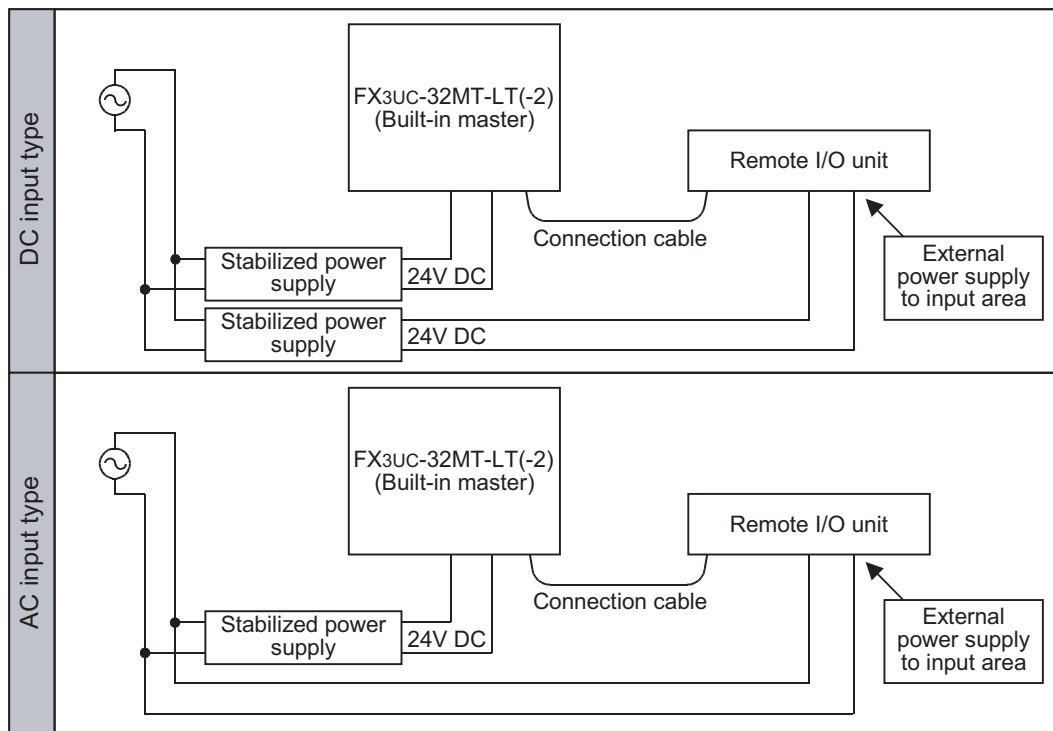 DC input type
FX3UC-32MT-LT(-2)
(Built-in master)
Remote I/O unit
Connection cable
External
power supply
to input area
Stabilized power
supply
24V DC
Stabilized power
supply
24V DC
AC input type
FX3UC-32MT-LT(-2)
(Built-in master)
Remote I/O unit
Connection cable
External
power supply
to input area
Stabilized power
supply
24V DC